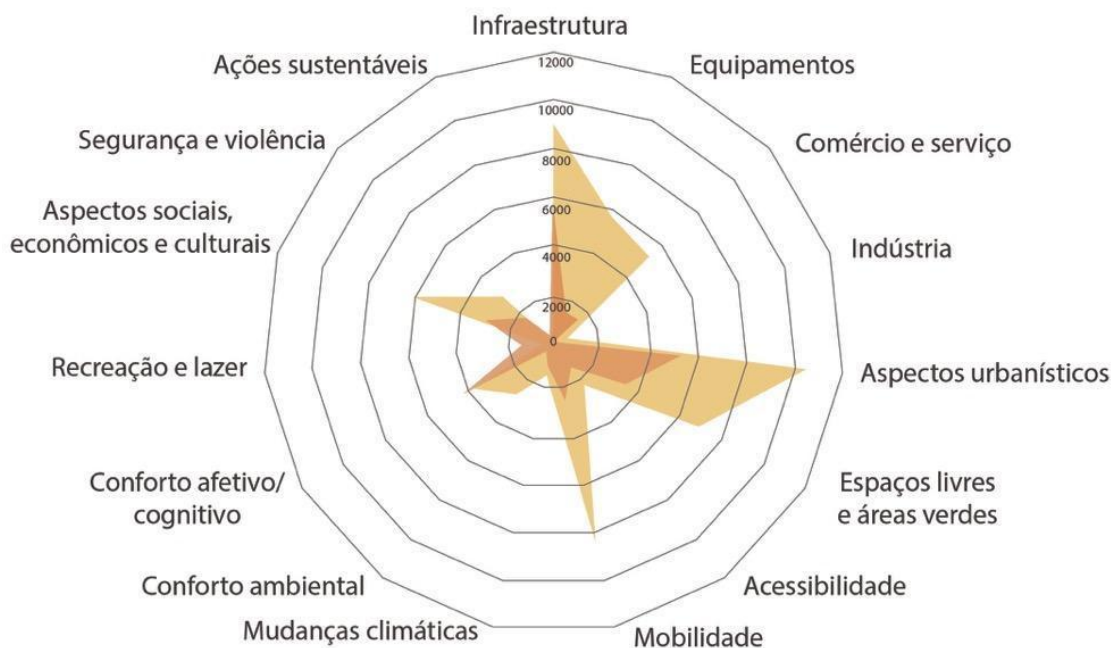 Infraestrutura
Ações sustentáveis
Equipamentos
Segurança e violência
Comércio e serviço
Aspectos sociais,
econômicos e culturais
Indústria
Recreação e lazer
Aspectos urbanísticos
Conforto afetivo/
cognitivo
Espaços livres
e áreas verdes
Conforto ambiental
Acessibilidade
Mudanças climáticas
Mobilidade
12000
10000
8000
6000
4000
2000
0